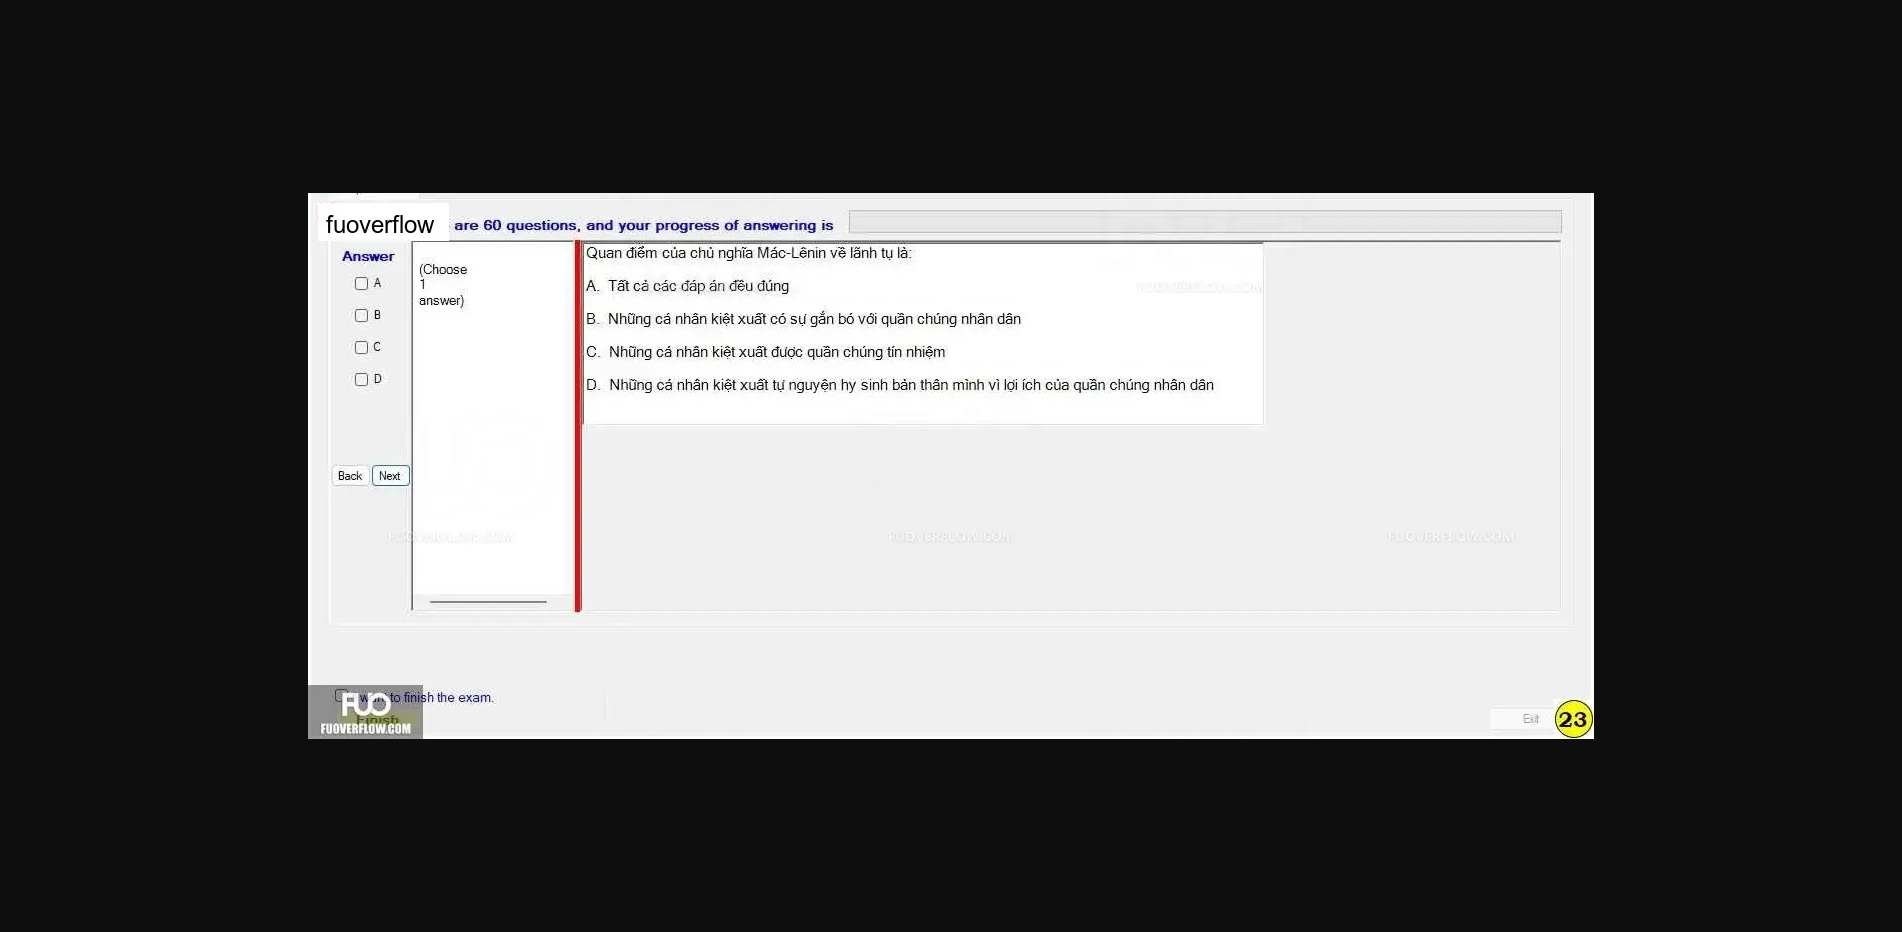 fuoverflow
are 60 questions, and your progress of answering is
Answer
A
B
C
D
(Choose
1
answer)
Quan điểm của chủ nghĩa Mác-Lênin về lãnh tụ là:
A. Tất cả các đáp án đều đúng
B. Những cá nhân kiệt xuất có sự gắn bó với quần chúng nhân dân
C. Những cá nhân kiệt xuất được quần chúng tín nhiệm
D. Những cá nhân kiệt xuất tự nguyện hy sinh bản thân mình vì lợi ích của quần chúng nhân dân
Back Next
FUOVERFLOW.COM
FUOVERFLOW.COM FUOVERFLOW.COM FUOVERFLOW.COM
want to finish the exam.
FUO
Finish
FUOVERFLOW.COM
Exit 23